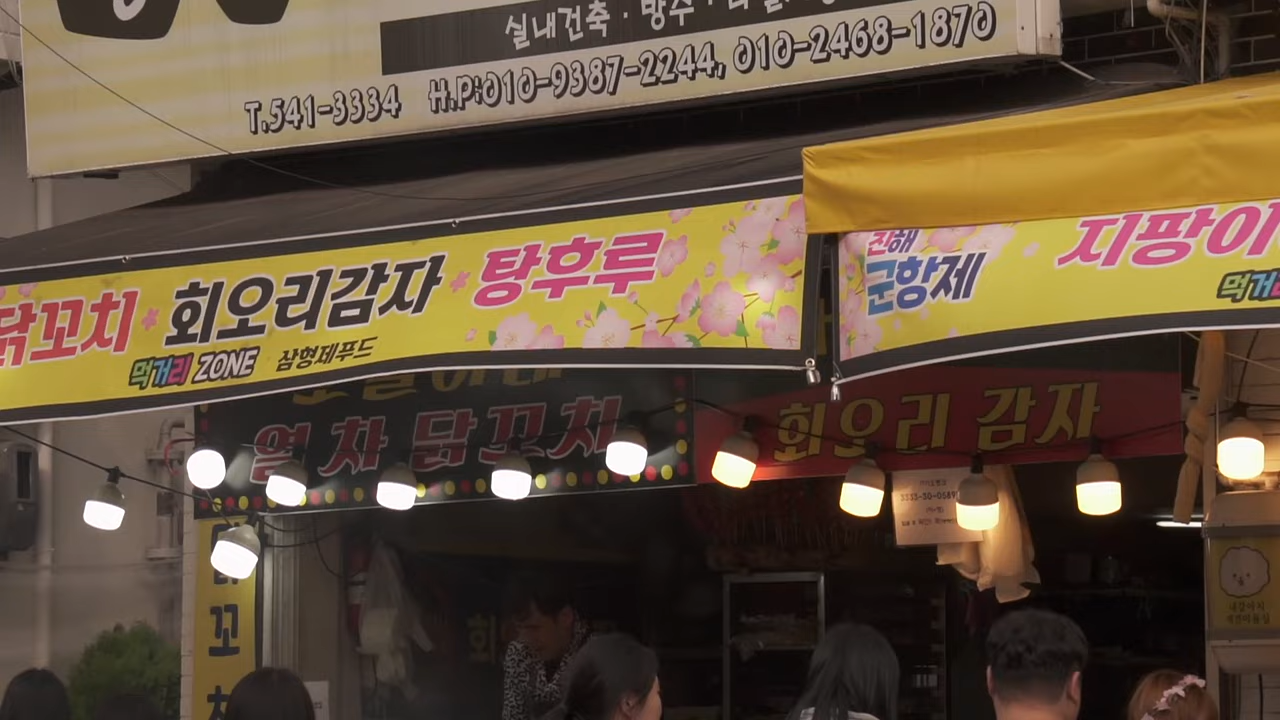 실내건축 · 방수 ·
T.541-3334 H.P:010-9387-2244, 010-2468-1870
닭꼬치 회오리감자 탕후루
먹거리 ZONE 삼형제푸드
진해
군항제
지팡이
먹거리
열차 닭꼬치
회오리 감자
꼬
치